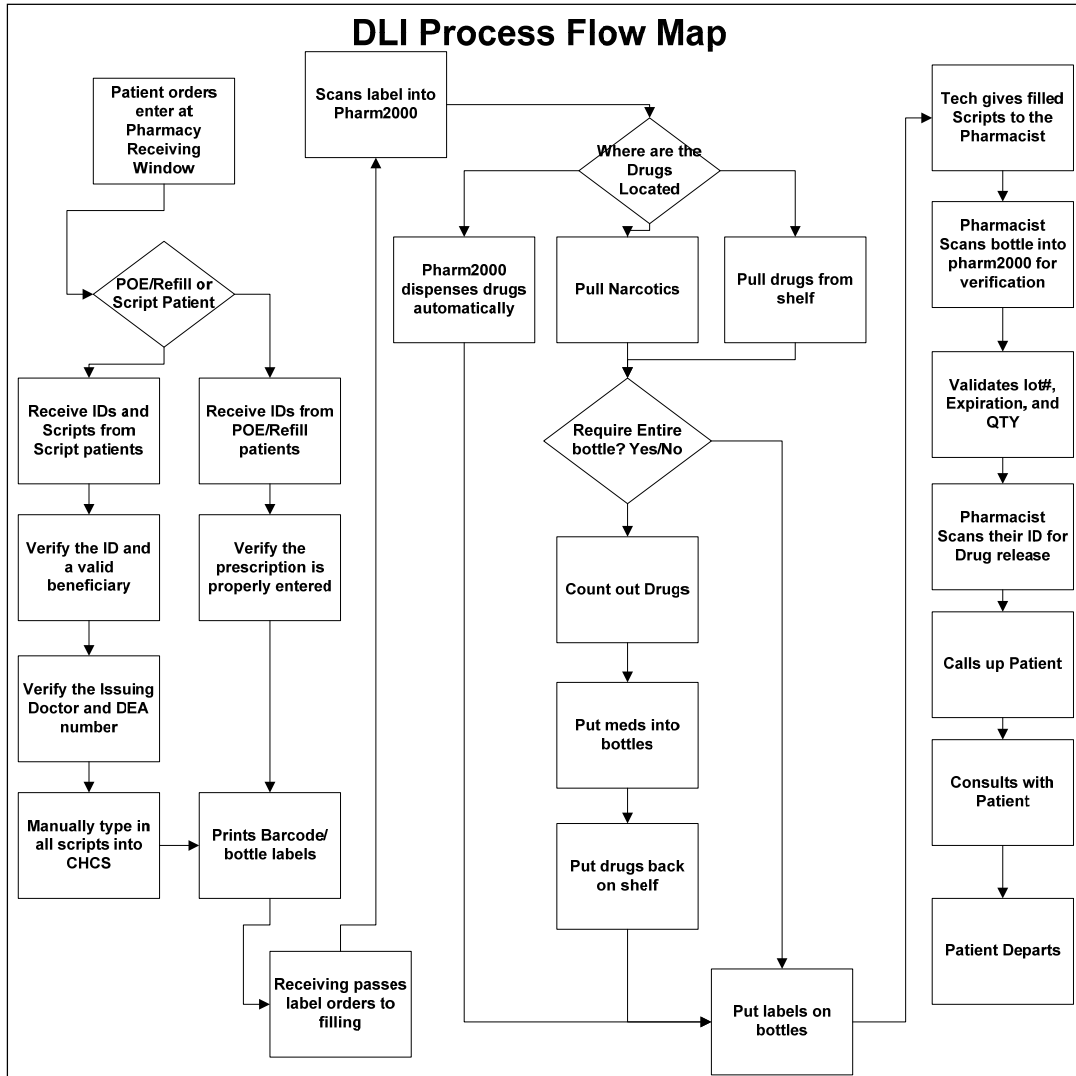 DLI Process Flow Map
Patient orders
enter at
Pharmacy
Receiving
Window
POE/Refill or
Script Patient
Receive IDs and
Scripts from
Script patients
Receive IDs from
POE/Refill
patients
Verify the ID and
a valid
beneficiary
Verify the
prescription is
properly entered
Verify the Issuing
Doctor and DEA
number
Manually type in
all scripts into
CHCS
Prints Barcode/
bottle labels
Receiving passes
label orders to
filling
Scans label into
Pharm2000
Where are the
Drugs
Located
Pharm2000
dispenses drugs
automatically
Pull Narcotics
Pull drugs from
shelf
Require Entire
bottle? Yes/No
Count out Drugs
Put meds into
bottles
Put drugs back
on shelf
Put labels on
bottles
Tech gives filled
Scripts to the
Pharmacist
Pharmacist
Scans bottle into
pharm2000 for
verification
Validates lot#,
Expiration, and
QTY
Pharmacist
Scans their ID for
Drug release
Calls up Patient
Consults with
Patient
Patient Departs